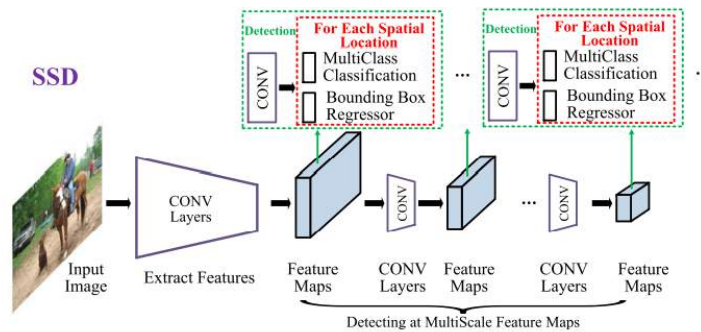 SSD
Detection
CONV
For Each Spatial
Location
MultiClass
Classification
Bounding Box
Regressor
...
Detection
CONV
For Each Spatial
Location
MultiClass
Classification
Bounding Box
Regressor
CONV
Layers
CONV
...
CONV
Input
Image
Extract Features
Feature
Maps
CONV
Layers
Feature
Maps
CONV
Layers
Feature
Maps
Detecting at MultiScale Feature Maps